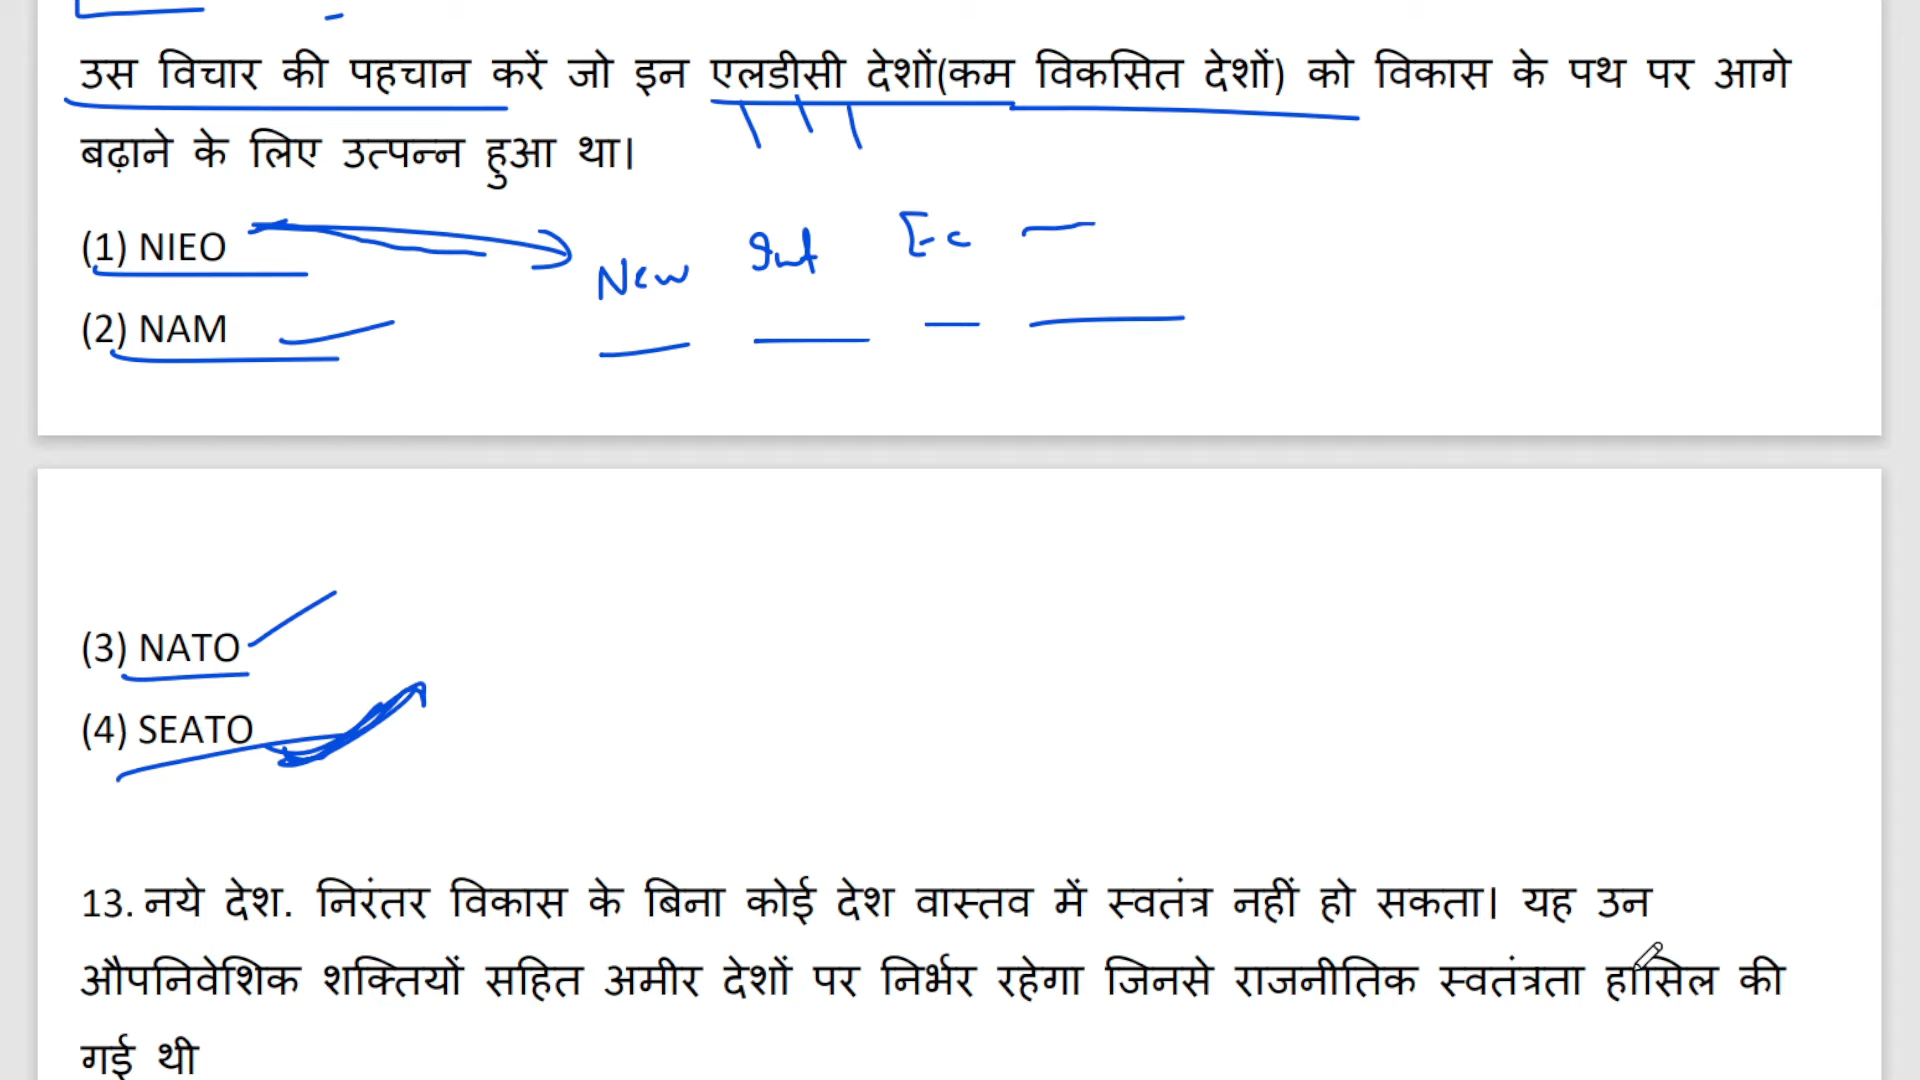 उस विचार की पहचान करें जो इन एलडीसी देशों(कम विकसित देशों) को विकास के पथ पर आगे
बढ़ाने के लिए उत्पन्न हुआ था।
(1) NIEO New Int Ec
(2) NAM
(3) NATO
(4) SEATO
13. नये देश. निरंतर विकास के बिना कोई देश वास्तव में स्वतंत्र नहीं हो सकता। यह उन
औपनिवेशिक शक्तियों सहित अमीर देशों पर निर्भर रहेगा जिनसे राजनीतिक स्वतंत्रता हासिल की
गई थी